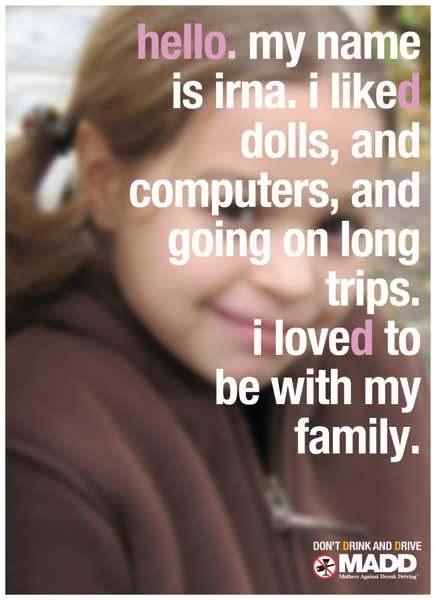 hello. my name
is irna. i liked
dolls, and
computers, and
going on long
trips.
i loved to
be with my
family.
DON'T DRINK AND DRIVE
MADD
Mothers Against Drunk Driving®